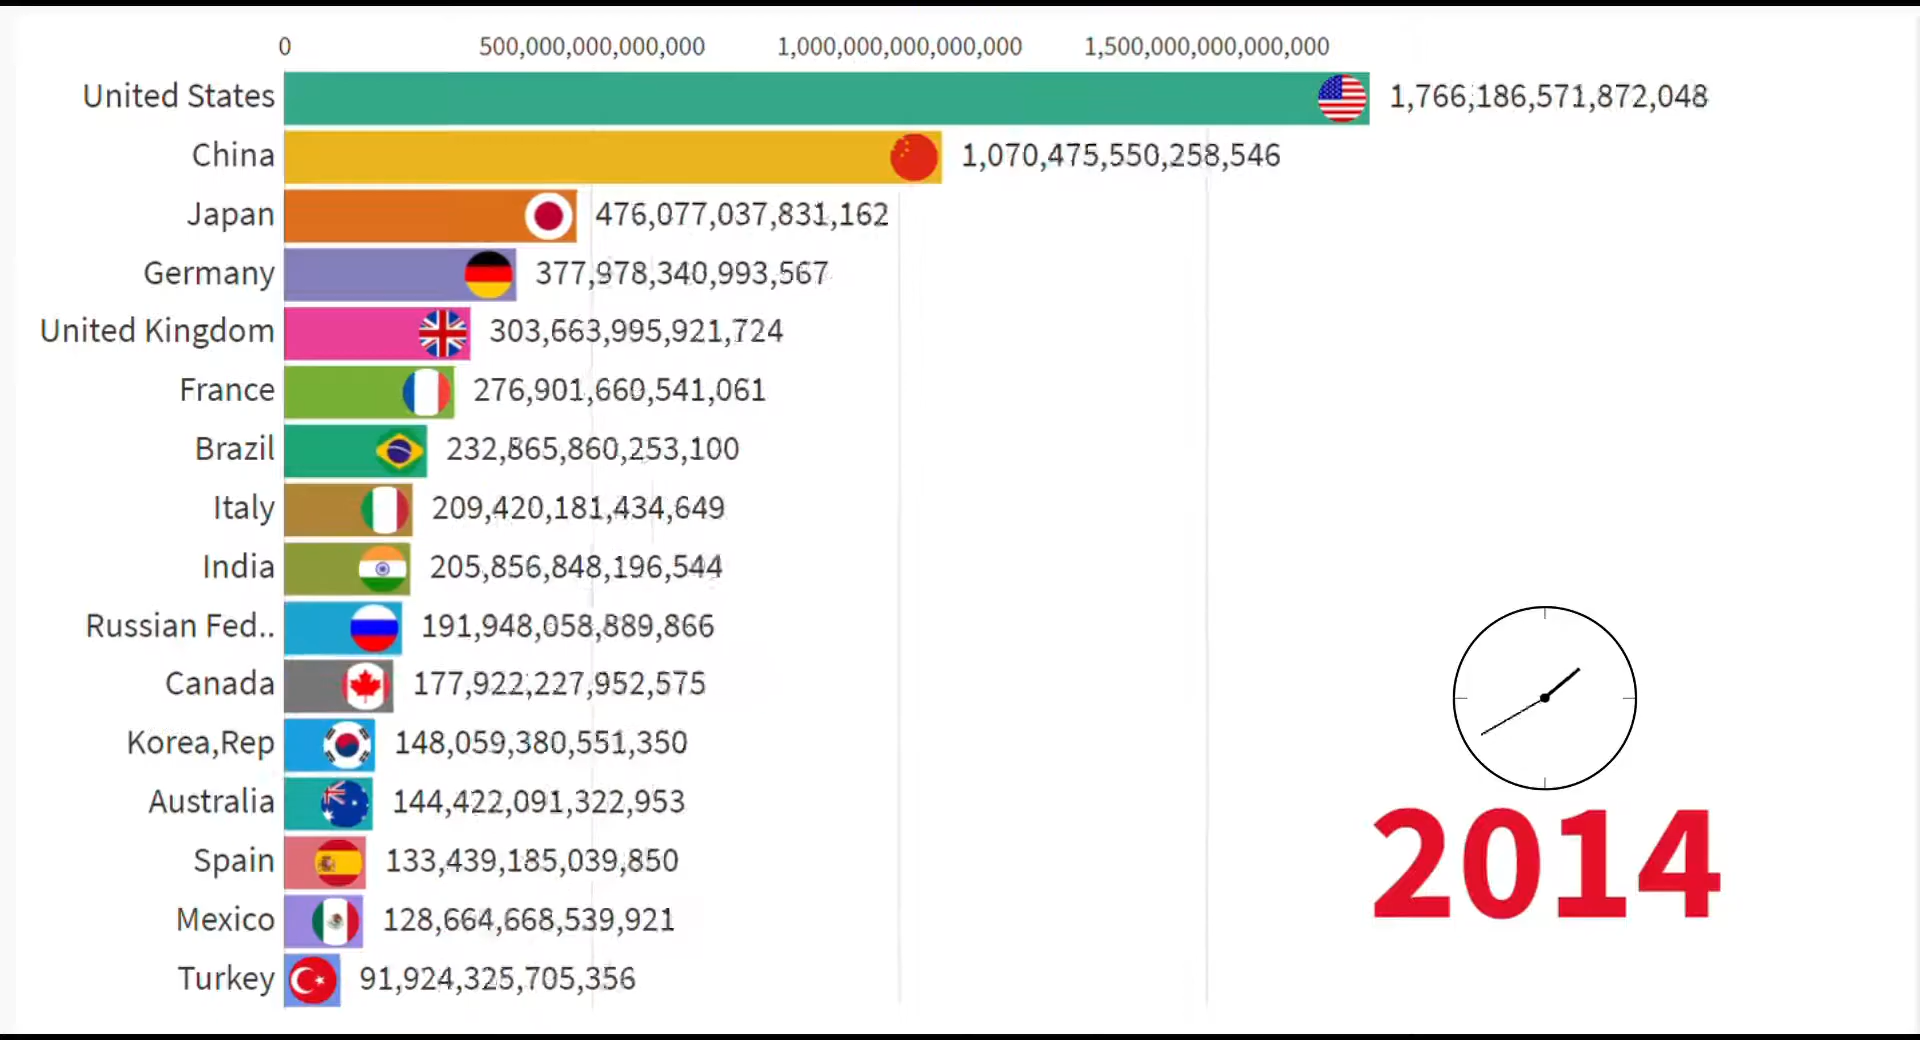 0 500,000,000,000,000 1,000,000,000,000,000 1,500,000,000,000,000
United States 1,766,186,571,872,048
China 1,070,475,550,258,546
Japan 476,077,037,831,162
Germany 377,978,340,993,567
United Kingdom 303,663,995,921,724
France 276,901,660,541,061
Brazil 232,865,860,253,100
Italy 209,420,181,434,649
India 205,856,848,196,544
Russian Fed.. 191,948,058,889,866
Canada 177,922,227,952,575
Korea,Rep 148,059,380,551,350
Australia 144,422,091,322,953
Spain 133,439,185,039,850
Mexico 128,664,668,539,921
Turkey 91,924,325,705,356
2014